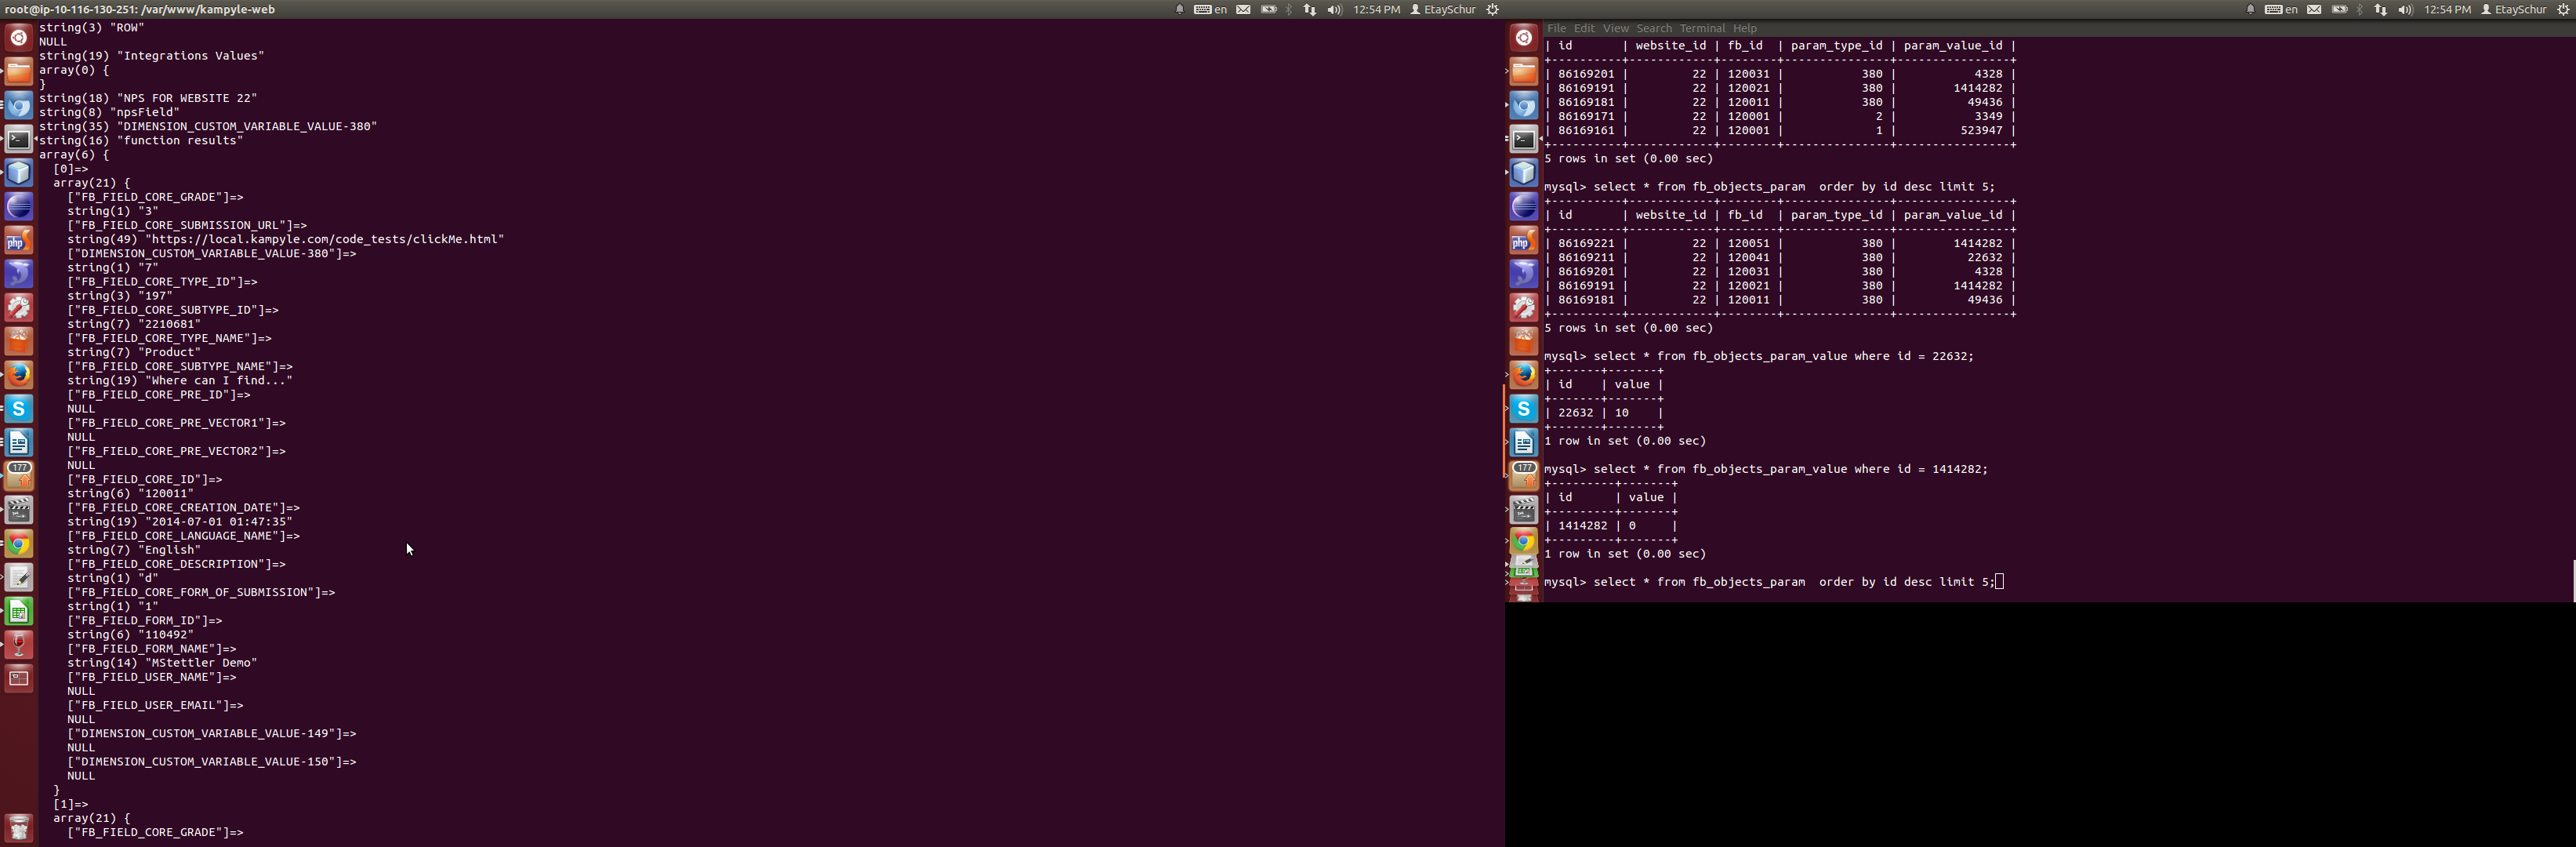 root@ip-10-116-130-251: /var/www/kampyle-web
en 12:54 PM EtaySchur
string(3) "ROW"
NULL
string(19) "Integrations Values"
array(0) {
}
string(18) "NPS FOR WEBSITE 22"
string(8) "npsField"
string(35) "DIMENSION_CUSTOM_VARIABLE_VALUE-380"
string(16) "function results"
array(6) {
  [0]=>
  array(21) {
    ["FB_FIELD_CORE_GRADE"]=>
    string(1) "3"
    ["FB_FIELD_CORE_SUBMISSION_URL"]=>
    string(49) "https://local.kampyle.com/code_tests/clickMe.html"
    ["DIMENSION_CUSTOM_VARIABLE_VALUE-380"]=>
    string(1) "7"
    ["FB_FIELD_CORE_TYPE_ID"]=>
    string(3) "197"
    ["FB_FIELD_CORE_SUBTYPE_ID"]=>
    string(7) "2210681"
    ["FB_FIELD_CORE_TYPE_NAME"]=>
    string(7) "Product"
    ["FB_FIELD_CORE_SUBTYPE_NAME"]=>
    string(19) "Where can I find..."
    ["FB_FIELD_CORE_PRE_ID"]=>
    NULL
    ["FB_FIELD_CORE_PRE_VECTOR1"]=>
    NULL
    ["FB_FIELD_CORE_PRE_VECTOR2"]=>
    NULL
    ["FB_FIELD_CORE_ID"]=>
    string(6) "120011"
    ["FB_FIELD_CORE_CREATION_DATE"]=>
    string(19) "2014-07-01 01:47:35"
    ["FB_FIELD_CORE_LANGUAGE_NAME"]=>
    string(7) "English"
    ["FB_FIELD_CORE_DESCRIPTION"]=>
    string(1) "d"
    ["FB_FIELD_CORE_FORM_OF_SUBMISSION"]=>
    string(1) "1"
    ["FB_FIELD_FORM_ID"]=>
    string(6) "110492"
    ["FB_FIELD_FORM_NAME"]=>
    string(14) "MStettler Demo"
    ["FB_FIELD_USER_NAME"]=>
    NULL
    ["FB_FIELD_USER_EMAIL"]=>
    NULL
    ["DIMENSION_CUSTOM_VARIABLE_VALUE-149"]=>
    NULL
    ["DIMENSION_CUSTOM_VARIABLE_VALUE-150"]=>
    NULL
  }
  [1]=>
  array(21) {
    ["FB_FIELD_CORE_GRADE"]=>
php
S
177
en 12:54 PM EtaySchur
File Edit View Search Terminal Help
| id       | website_id | fb_id  | param_type_id | param_value_id |
+----------+------------+--------+---------------+----------------+
| 86169201 |         22 | 120031 |           380 |           4328 |
| 86169191 |         22 | 120021 |           380 |        1414282 |
| 86169181 |         22 | 120011 |           380 |          49436 |
| 86169171 |         22 | 120001 |             2 |           3349 |
| 86169161 |         22 | 120001 |             1 |         523947 |
+----------+------------+--------+---------------+----------------+
5 rows in set (0.00 sec)
mysql> select * from fb_objects_param  order by id desc limit 5;
+----------+------------+--------+---------------+----------------+
| id       | website_id | fb_id  | param_type_id | param_value_id |
+----------+------------+--------+---------------+----------------+
| 86169221 |         22 | 120051 |           380 |        1414282 |
| 86169211 |         22 | 120041 |           380 |          22632 |
| 86169201 |         22 | 120031 |           380 |           4328 |
| 86169191 |         22 | 120021 |           380 |        1414282 |
| 86169181 |         22 | 120011 |           380 |          49436 |
+----------+------------+--------+---------------+----------------+
5 rows in set (0.00 sec)
mysql> select * from fb_objects_param_value where id = 22632;
+-------+-------+
| id    | value |
+-------+-------+
| 22632 | 10    |
+-------+-------+
1 row in set (0.00 sec)
mysql> select * from fb_objects_param_value where id = 1414282;
+---------+-------+
| id      | value |
+---------+-------+
| 1414282 | 0     |
+---------+-------+
1 row in set (0.00 sec)
mysql> select * from fb_objects_param  order by id desc limit 5;
php
S
177